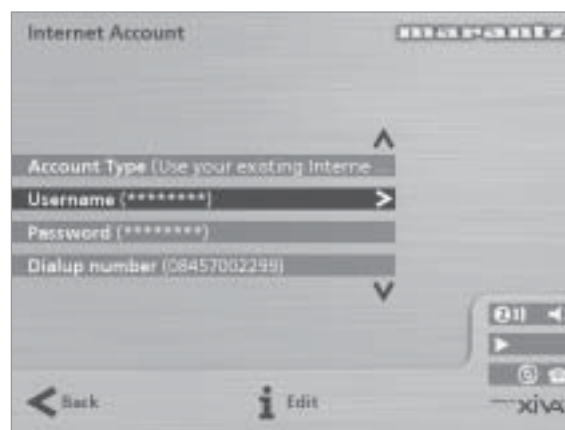 Internet Account
marantz
Account Type (Use your existing Interne
Username (********)
Password (********)
Dialup number (08457002299)
Back
i Edit
xiva